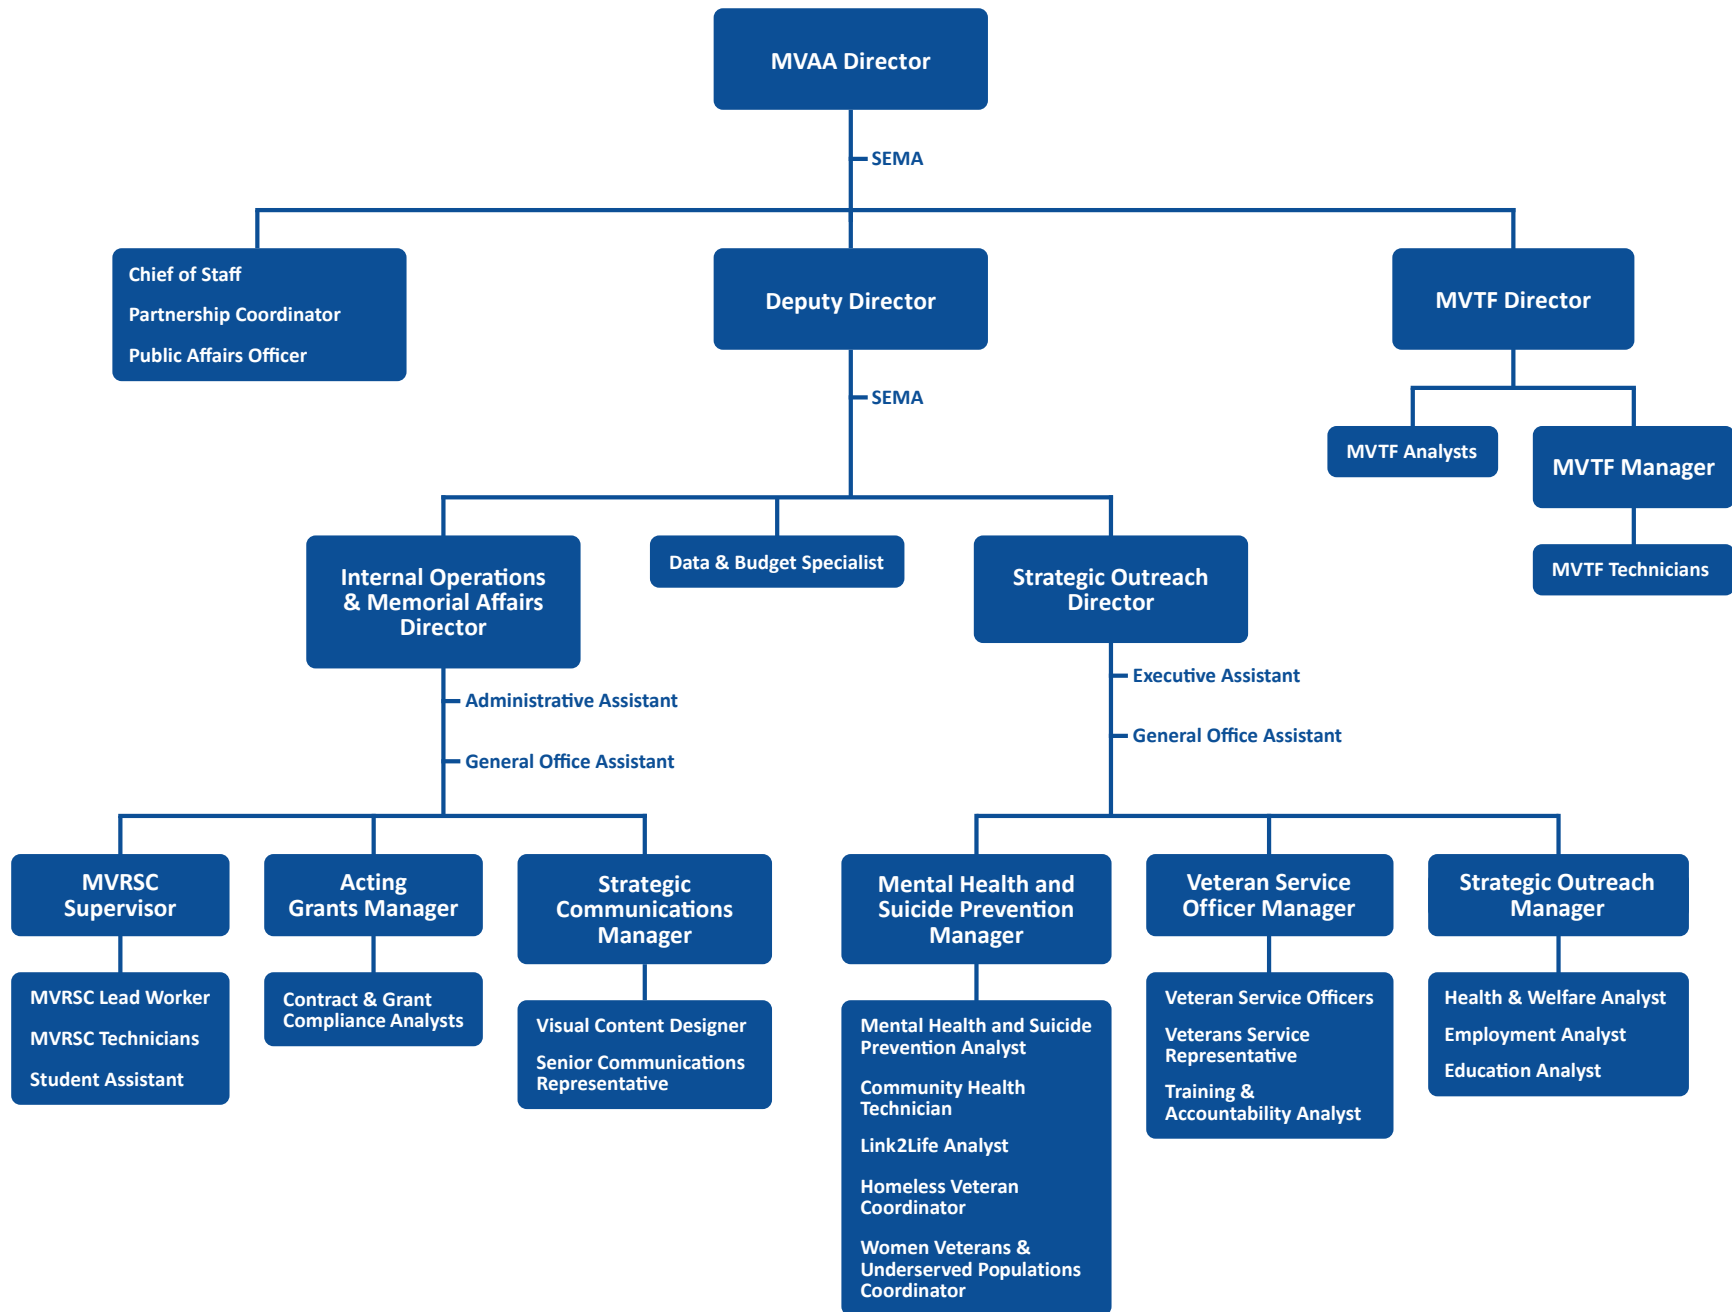 MVAA Director
SEMA
Chief of Staff
Partnership Coordinator
Public Affairs Officer
Deputy Director
MVTF Director
SEMA
MVTF Analysts
MVTF Manager
MVTF Technicians
Internal Operations
& Memorial Affairs
Director
Data & Budget Specialist
Strategic Outreach
Director
Administrative Assistant
General Office Assistant
Executive Assistant
General Office Assistant
MVRSC
Supervisor
Acting
Grants Manager
Strategic
Communications
Manager
Mental Health and
Suicide Prevention
Manager
Veteran Service
Officer Manager
Strategic Outreach
Manager
MVRSC Lead Worker
MVRSC Technicians
Student Assistant
Contract & Grant
Compliance Analysts
Visual Content Designer
Senior Communications
Representative
Mental Health and Suicide
Prevention Analyst
Community Health
Technician
Link2Life Analyst
Homeless Veteran
Coordinator
Women Veterans &
Underserved Populations
Coordinator
Veteran Service Officers
Veterans Service
Representative
Training &
Accountability Analyst
Health & Welfare Analyst
Employment Analyst
Education Analyst